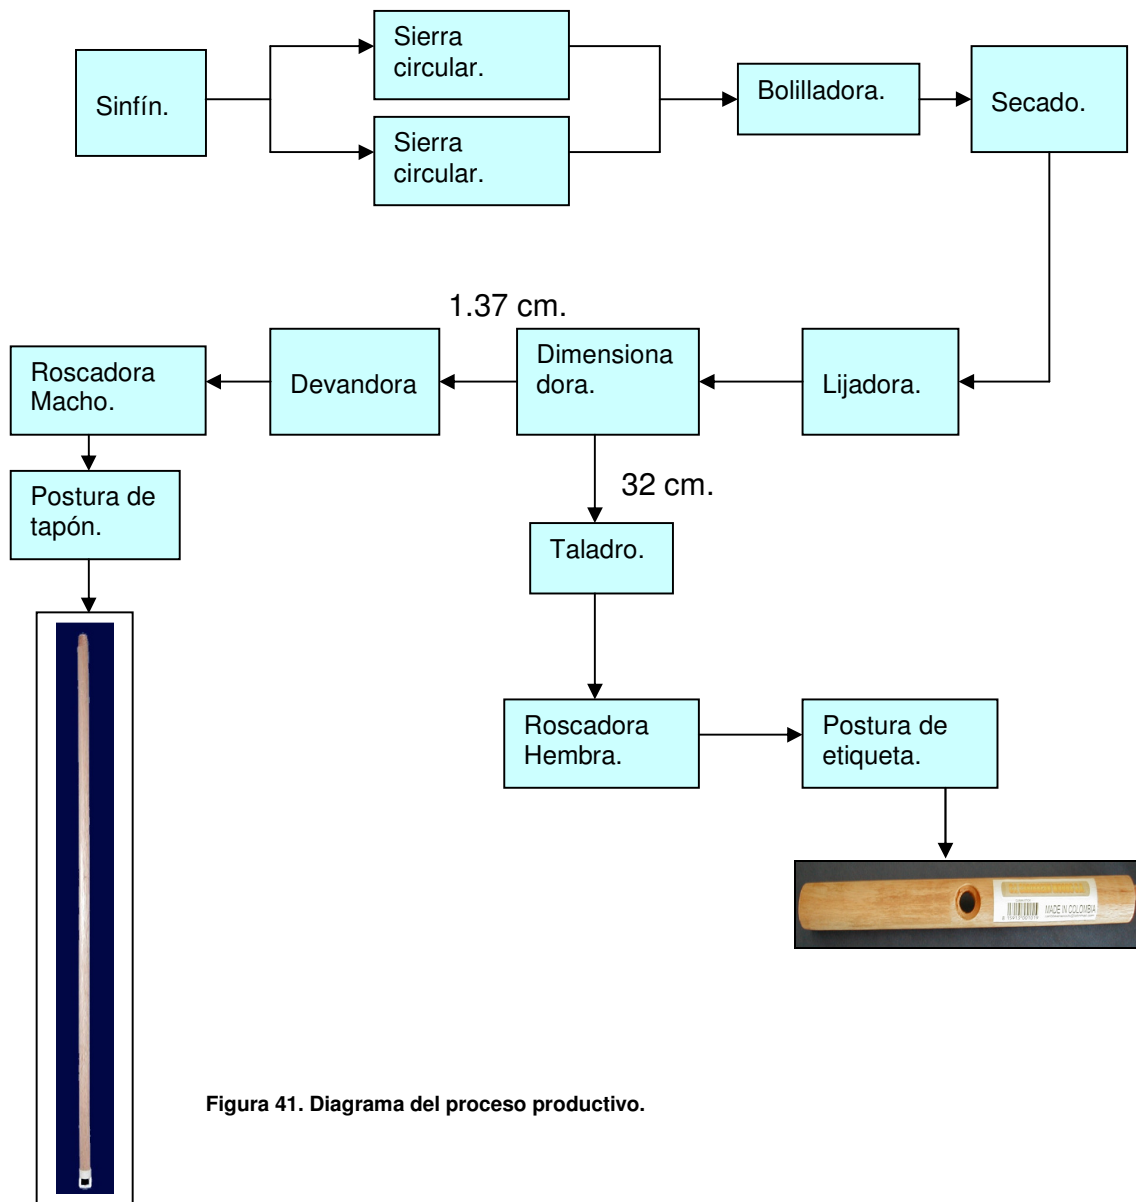 Sinfín.
Sierra
circular.
Sierra
circular.
Bolilladora.
Secado.
1.37 cm.
Roscadora
Macho.
Devandora
Dimensiona
dora.
Lijadora.
Postura de
tapón.
32 cm.
Taladro.
Roscadora
Hembra.
Postura de
etiqueta.
MADE IN COLOMBIA
Figura 41. Diagrama del proceso productivo.